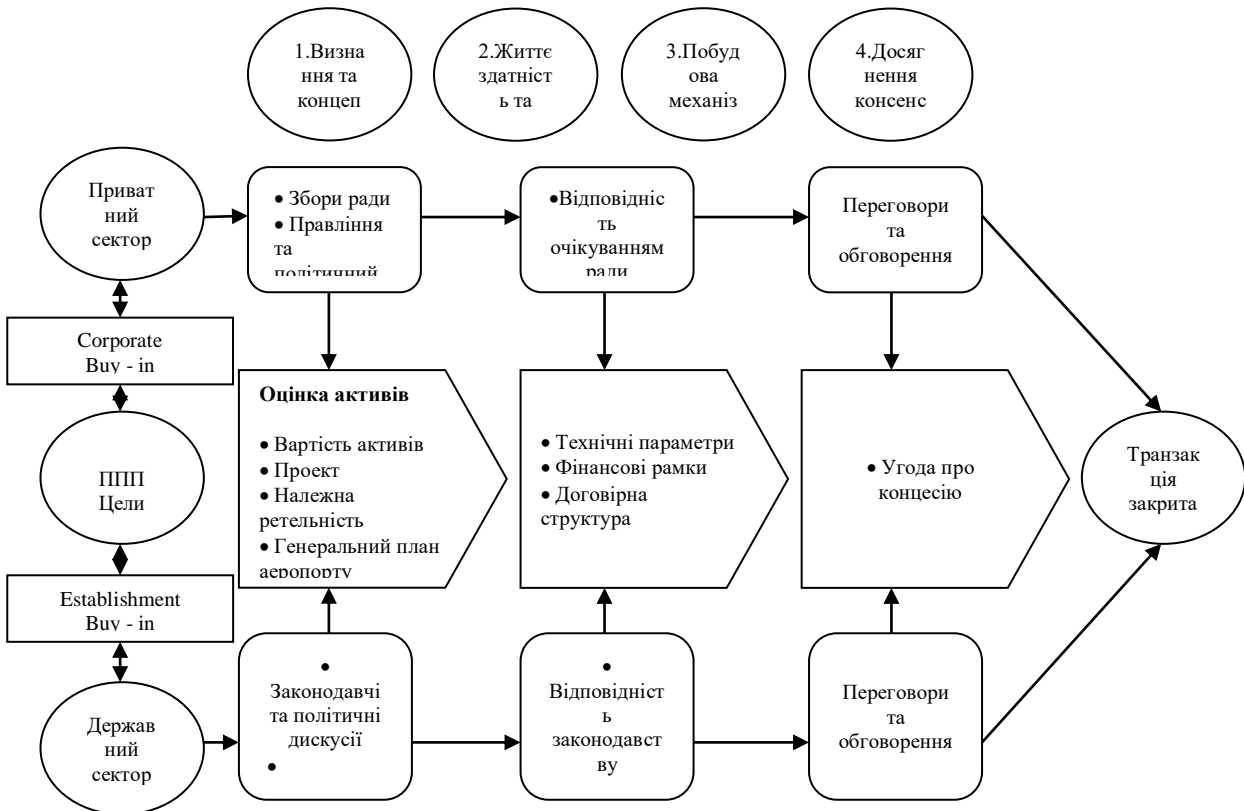 1.Визна
ння та
концеп
2.Життє
здатніст
ь та
3.Побуд
ова
механіз
4.Досяг
нення
консенс
Приват
ний
сектор
• Збори ради
• Правління
та
політичний
•Відповідніс
ть
очікуванням
ради
Переговори
та
обговорення
Corporate
Buy - in
Оцінка активів
• Вартість активів
• Проект
• Належна
ретельність
• Генеральний план
аеропорту
• Технічні параметри
• Фінансові рамки
• Договірна
структура
• Угода про
концесію
ППП
Цели
Транзак
ція
закрита
Establishment
Buy - in
Держав
ний
сектор
•
Законодавчі
та політичні
дискусії
•
•
Відповідніст
ь
законодавст
ву
Переговори
та
обговорення